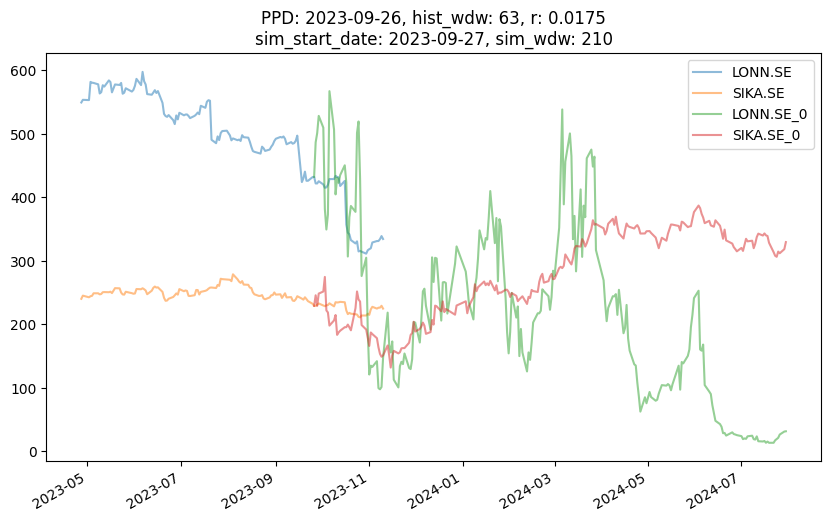 PPD: 2023-09-26, hist_wdw: 63, r: 0.0175
sim_start_date: 2023-09-27, sim_wdw: 210
LONN.SE
SIKA.SE
LONN.SE_0
SIKA.SE_0
600
500
400
300
200
100
0
2023-05
2023-07
2023-09
2023-11
2024-01
2024-03
2024-05
2024-07